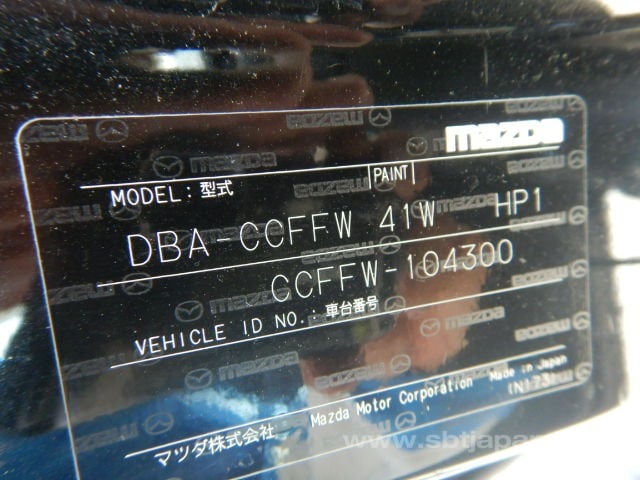 mazda
MODEL: 型式 PAINT
DBA-CCFFW 41W HP1
CCFFW-104300
VEHICLE ID NO.: 車台番号
マツダ株式会社 Mazda Motor Corporation Made in Japan
(N173)
www.sbtjapan